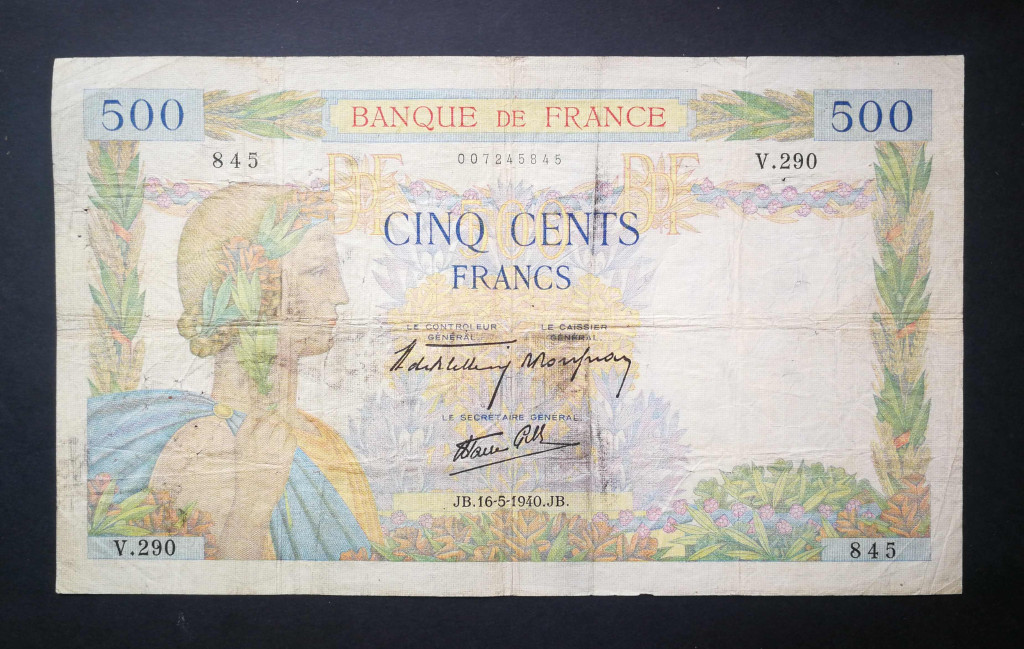 500 BANQUE DE FRANCE 500
845 007245845 V.290
CINQ CENTS
FRANCS
LE CONTROLEUR GÉNÉRAL
LE CAISSIER GÉNÉRAL
LE SECRÉTAIRE GÉNÉRAL
JB.16-5-1940.JB.
V.290 845